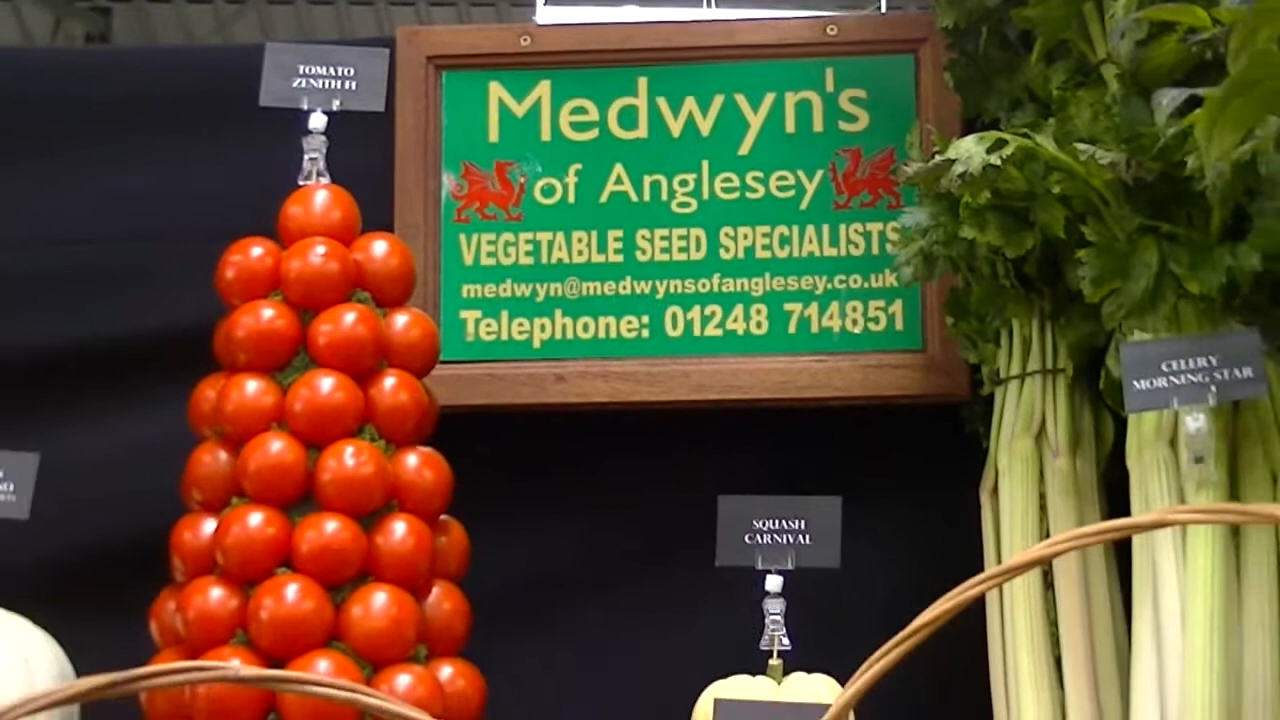 TOMATO
ZENITH F1
Medwyn's
of Anglesey
VEGETABLE SEED SPECIALISTS
medwyn@medwynsofanglesey.co.uk
Telephone: 01248 714851
CELERY
MORNING STAR
SQUASH
CARNIVAL